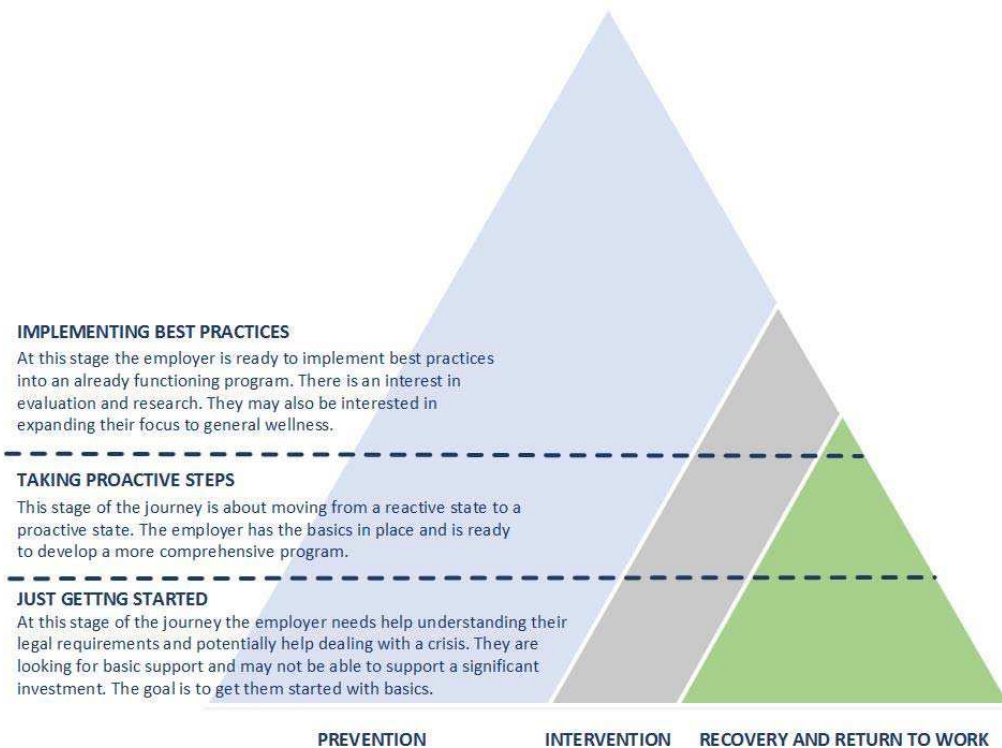 IMPLEMENTING BEST PRACTICES
At this stage the employer is ready to implement best practices
into an already functioning program. There is an interest in
evaluation and research. They may also be interested in
expanding their focus to general wellness.
TAKING PROACTIVE STEPS
This stage of the journey is about moving from a reactive state to a
proactive state. The employer has the basics in place and is ready
to develop a more comprehensive program.
JUST GETTNG STARTED
At this stage of the journey the employer needs help understanding their
legal requirements and potentially help dealing with a crisis. They are
looking for basic support and may not be able to support a significant
investment. The goal is to get them started with basics.
PREVENTION INTERVENTION RECOVERY AND RETURN TO WORK